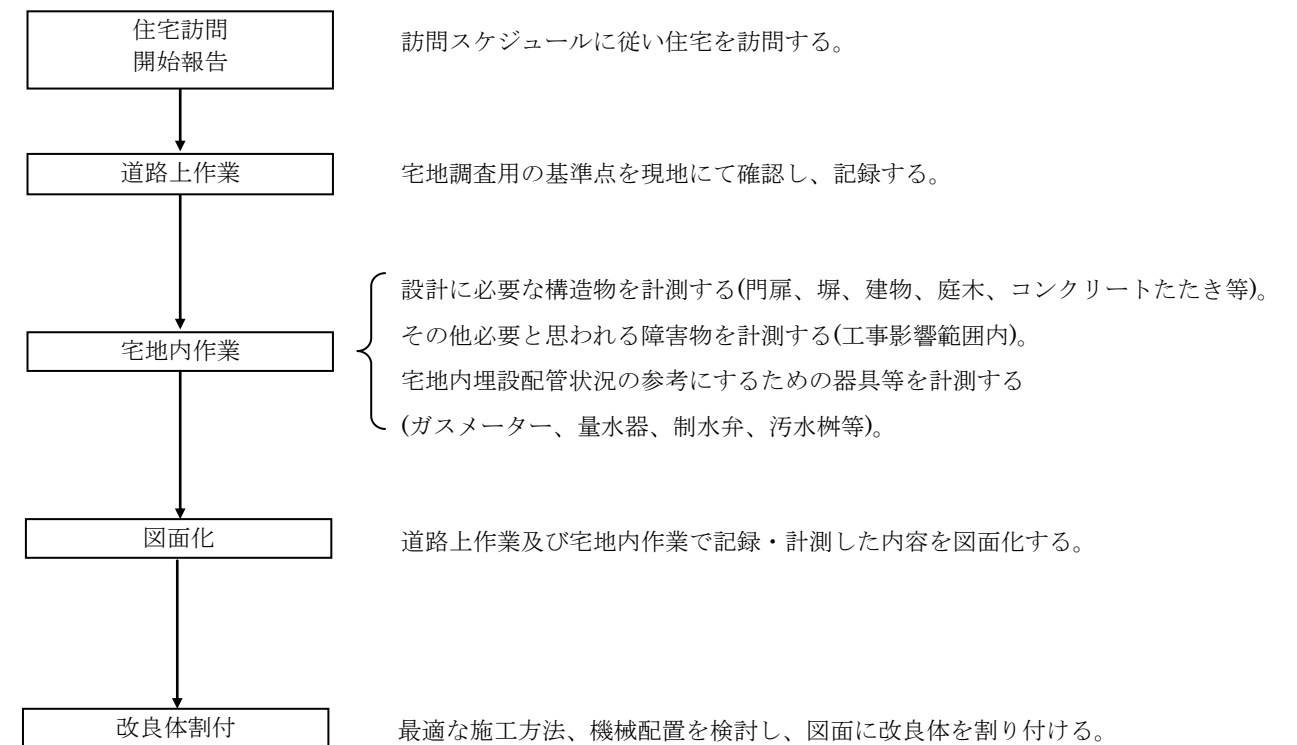 住宅訪問
開始報告
訪問スケジュールに従い住宅を訪問する。
道路上作業
宅地調査用の基準点を現地にて確認し、記録する。
宅地内作業
設計に必要な構造物を計測する(門扉、塀、建物、庭木、コンクリートたたき等)。
その他必要と思われる障害物を計測する(工事影響範囲内)。
宅地内埋設配管状況の参考にするための器具等を計測する
(ガスメーター、量水器、制水弁、汚水桝等)。
図面化
道路上作業及び宅地内作業で記録・計測した内容を図面化する。
改良体割付
最適な施工方法、機械配置を検討し、図面に改良体を割り付ける。